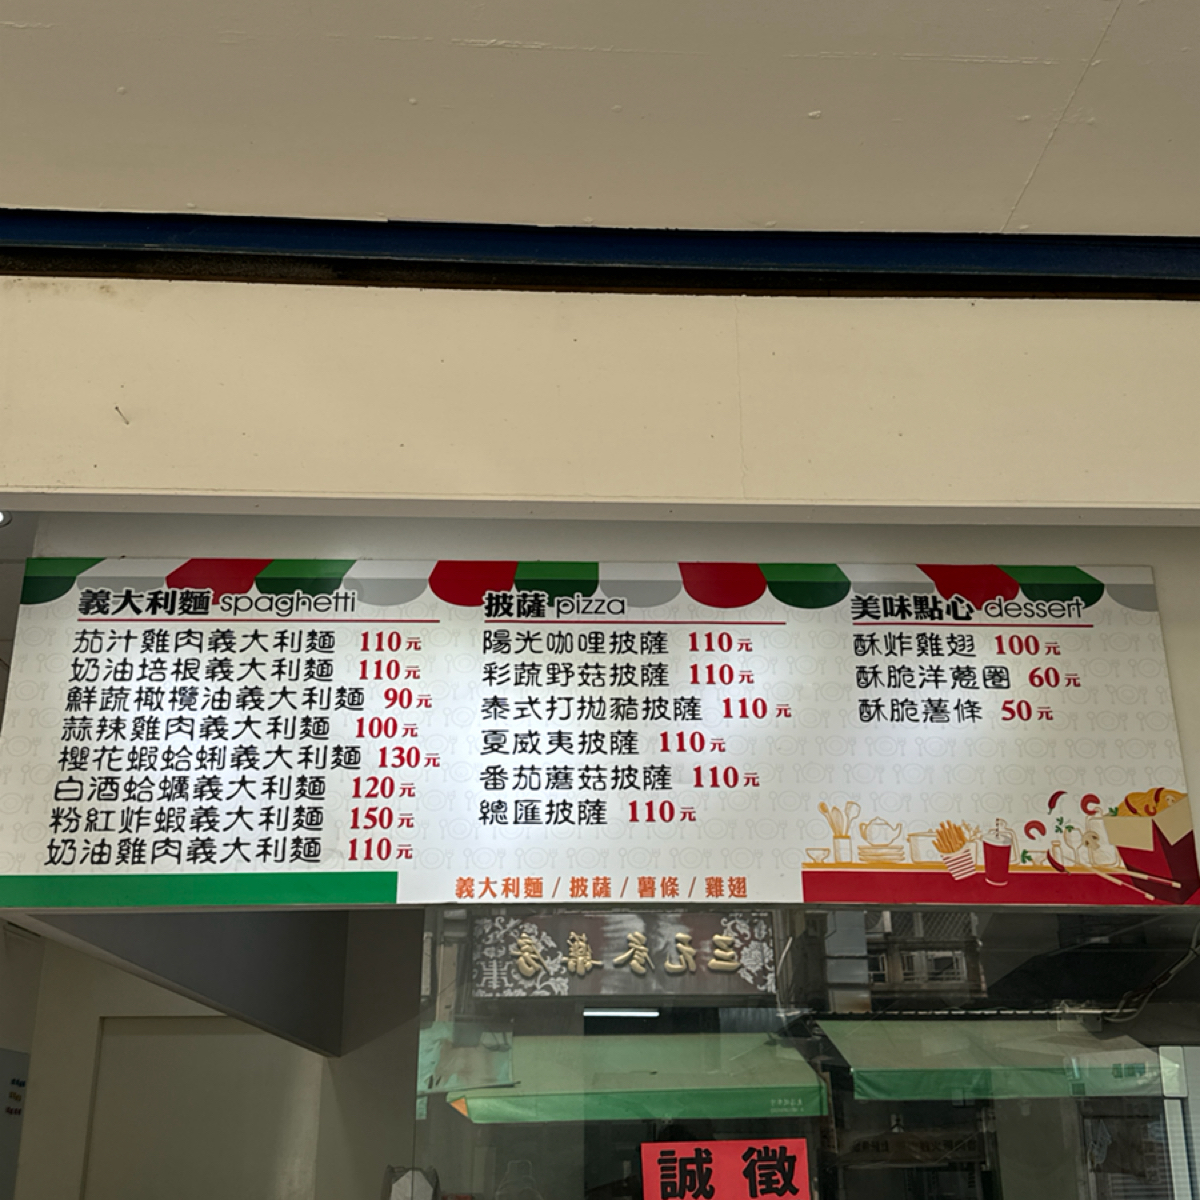 義大利麵 spaghetti
茄汁雞肉義大利麵 110元
奶油培根義大利麵 110元
鮮蔬橄欖油義大利麵 90元
蒜辣雞肉義大利麵 100元
櫻花蝦蛤蜊義大利麵 130元
白酒蛤蠣義大利麵 120元
粉紅炸蝦義大利麵 150元
奶油雞肉義大利麵 110元
披薩 pizza
陽光咖哩披薩 110元
彩蔬野菇披薩 110元
泰式打拋豬披薩 110元
夏威夷披薩 110元
番茄蘑菇披薩 110元
總匯披薩 110元
美味點心 dessert
酥炸雞翅 100元
酥脆洋蔥圈 60元
酥脆薯條 50元
義大利麵 / 披薩 / 薯條 / 雞翅
三元參藥房
誠徵